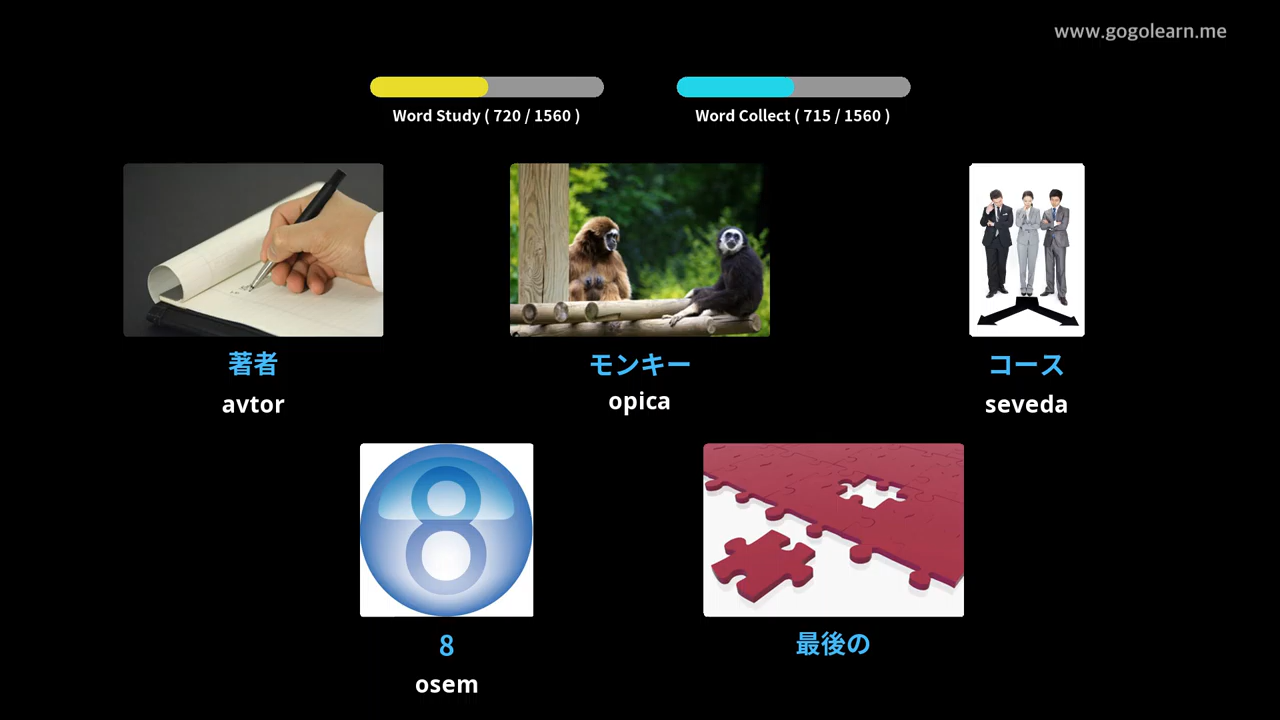 www.gogolearn.me
Word Study ( 720 / 1560 )
Word Collect ( 715 / 1560 )
著者
avtor
モンキー
opica
コース
seveda
8
8
osem
最後の